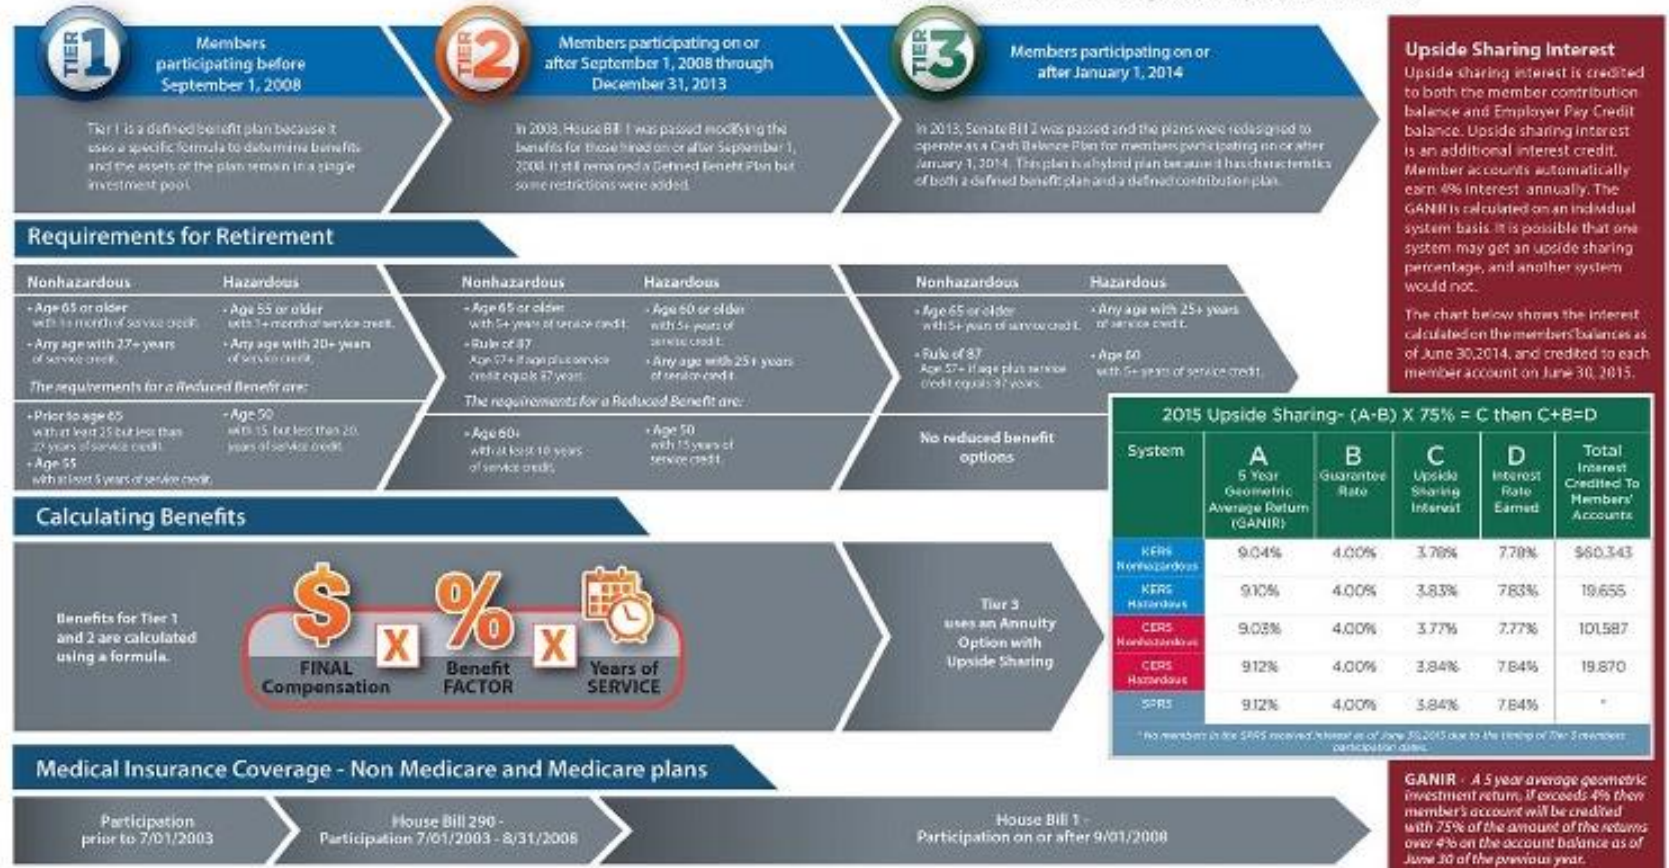 TIER 1
Members
participating before
September 1, 2008
Tier 1 is a defined benefit plan because it
uses a specific formula to determine benefits
and the assets of the plan remain in a single
investment pool.
TIER 2
Members participating on or
after September 1, 2008 through
December 31, 2013
In 2008, House Bill 1 was passed modifying the
benefits for those hired on or after September 1,
2008. It still remained a Defined Benefit Plan but
some restrictions were added.
TIER 3
Members participating on or
after January 1, 2014
In 2013, Senate Bill 2 was passed and the plans were redesigned to
operate as a Cash Balance Plan for members participating on or after
January 1, 2014. This plan is a hybrid plan because it has characteristics
of both a defined benefit plan and a defined contribution plan.
Requirements for Retirement
Nonhazardous
• Age 65 or older
with 1+ month of service credit.
• Any age with 27+ years
of service credit.
Hazardous
• Age 55 or older
with 1+ month of service credit.
• Any age with 20+ years
of service credit.
The requirements for a Reduced Benefit are:
• Prior to age 65
with at least 25 but less than
27 years of service credit.
• Age 55
with at least 5 years of service credit.
• Age 50
with 15, but less than 20,
years of service credit.
Nonhazardous
• Age 65 or older
with 5+ years of service credit.
• Rule of 87
Age 57+ if age plus service
credit equals 87 years.
Hazardous
• Age 60 or older
with 5+ years of
service credit.
• Any age with 25+ years
of service credit.
The requirements for a Reduced Benefit are:
• Age 60+
with at least 10 years
of service credit.
• Age 50
with 15 years of
service credit.
Nonhazardous
• Age 65 or older
with 5+ years of service credit.
• Rule of 87
Age 57+ if age plus service
credit equals 87 years.
Hazardous
• Any age with 25+ years
of service credit.
• Age 60
with 5+ years of service credit.
No reduced benefit
options
Calculating Benefits
Benefits for Tier 1
and 2 are calculated
using a formula.
$ X % X
FINAL
Compensation
Benefit
FACTOR
Years of
SERVICE
Tier 3
uses an Annuity
Option with
Upside Sharing
Medical Insurance Coverage - Non Medicare and Medicare plans
Participation
prior to 7/01/2003
House Bill 290 -
Participation 7/01/2003 - 8/31/2008
House Bill 1 -
Participation on or after 9/01/2008
Upside Sharing Interest
Upside sharing interest is credited
to both the member contribution
balance and Employer Pay Credit
balance. Upside sharing interest
is an additional interest credit.
Member accounts automatically
earn 4% interest annually. The
GANIR is calculated on an individual
system basis. It is possible that one
system may get an upside sharing
percentage, and another system
would not.
The chart below shows the interest
calculated on the members' balances as
of June 30, 2014, and credited to each
member account on June 30, 2015.
2015 Upside Sharing- (A-B) X 75% = C then C+B=D
System
A
5 Year
Geometric
Average Return
(GANIR)
B
Guarantee
Rate
C
Upside
Sharing
Interest
D
Interest
Rate
Earned
Total
Interest
Credited To
Members'
Accounts
KERS Nonhazardous 9.04% 4.00% 3.78% 7.78% $60,343
KERS Hazardous 9.10% 4.00% 3.83% 7.83% 19,655
CERS Nonhazardous 9.03% 4.00% 3.77% 7.77% 101,587
CERS Hazardous 9.12% 4.00% 3.84% 7.84% 19,870
SPRS 9.12% 4.00% 3.84% 7.84% *
* No members in the SPRS received interest as of June 30, 2015 due to the timing of Tier 3 members
participation dates.
GANIR - A 5 year average geometric
investment return, if exceeds 4% then
member's account will be credited
with 75% of the amount of the returns
over 4% on the account balance as of
June 30 of the previous year.